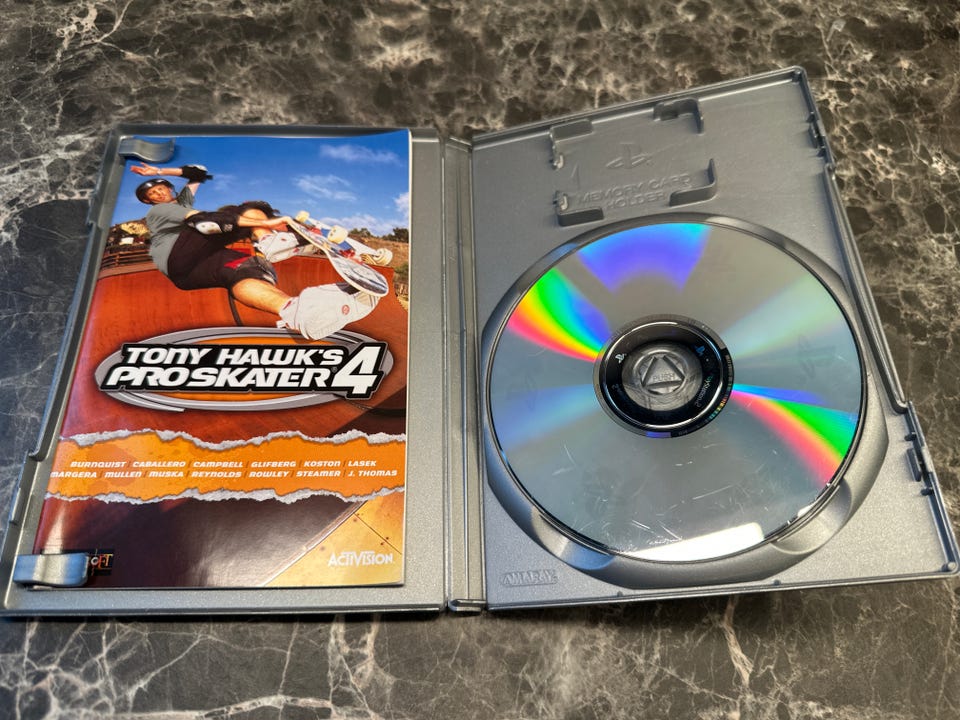 TONY HAWK'S
PRO SKATER 4
BURNQUIST CABALLERO CAMPBELL GLIFBERG KOSTON LASEK
MARGERA MULLEN MUSKA REYNOLDS ROWLEY STEAMER J. THOMAS
ACTIVISION
MEMORY CARD
HOLDER
PUSH
AMARAY